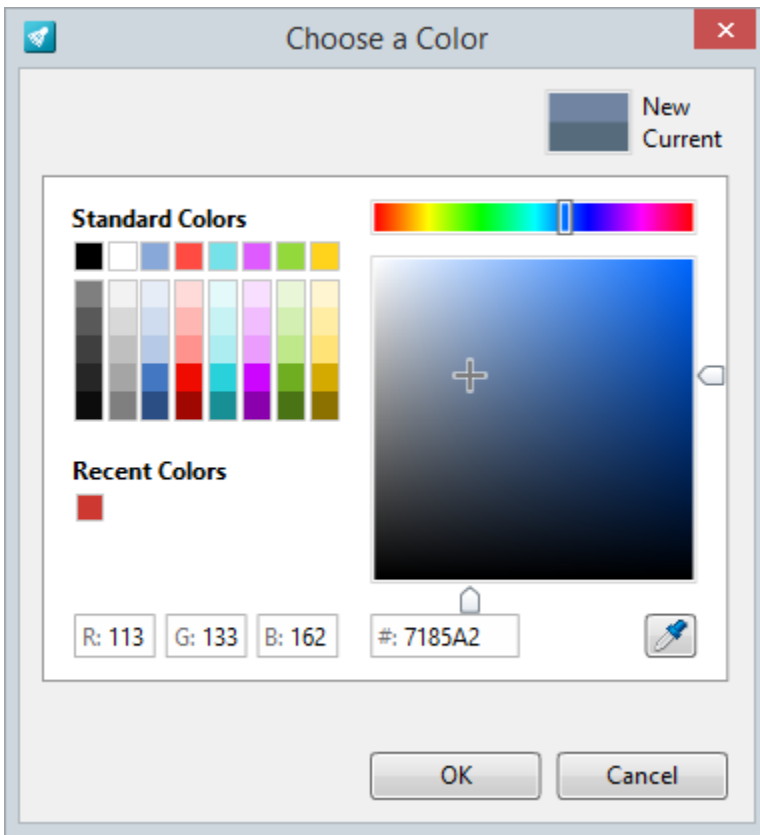 Choose a Color
New
Current
Standard Colors
Recent Colors
R: 113 G: 133 B: 162 #: 7185A2
OK Cancel